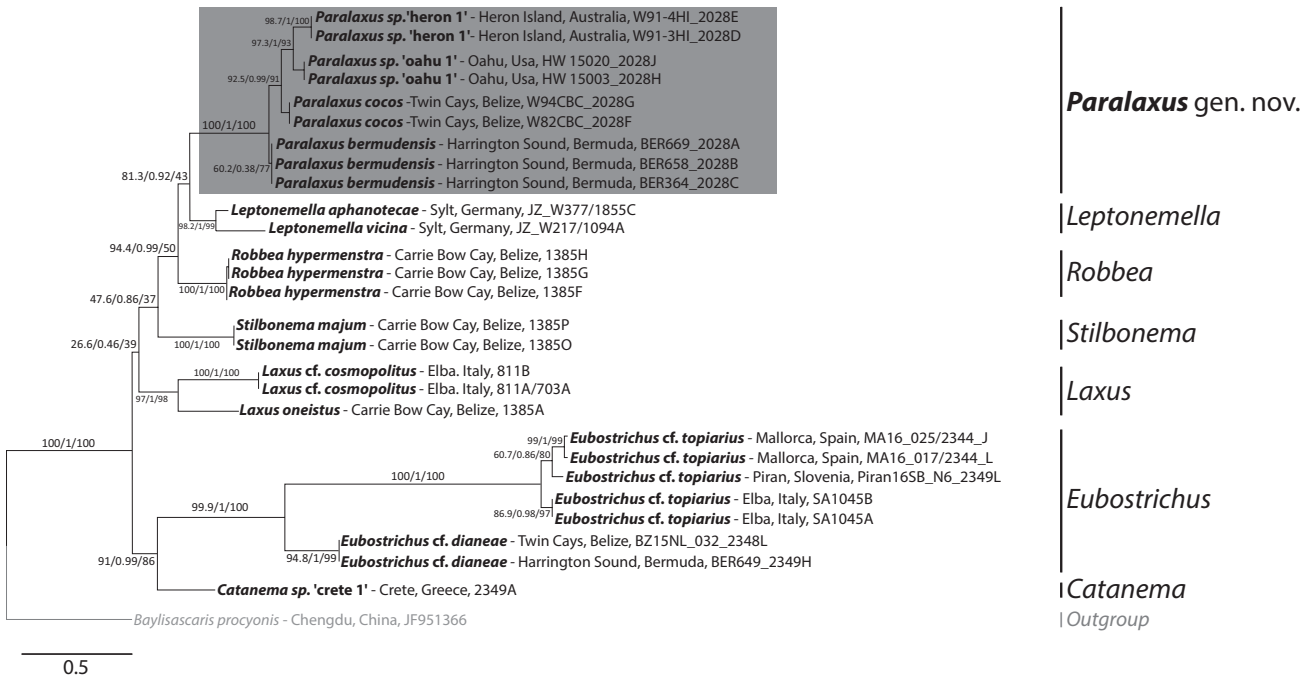 98.7/1/100
Paralaxus sp.'heron 1' - Heron Island, Australia, W91-4HI_2028E
Paralaxus sp. 'heron 1'- Heron Island, Australia, W91-3HI_2028D
97.3/1/93
Paralaxus sp. 'oahu 1' - Oahu, Usa, HW 15020_2028J
Paralaxus sp. 'oahu 1' - Oahu, Usa, HW 15003_2028H
92.5/0.99/91
Paralaxus cocos -Twin Cays, Belize, W94CBC_2028G
Paralaxus cocos - Twin Cays, Belize, W82CBC_2028F
100/1/100
Paralaxus bermudensis - Harrington Sound, Bermuda, BER669_2028A
60.2/0.38/77
Paralaxus bermudensis - Harrington Sound, Bermuda, BER658_2028B
Paralaxus bermudensis - Harrington Sound, Bermuda, BER364_2028C
Paralaxus gen. nov.
81.3/0.92/43
Leptonemella aphanotecae - Sylt, Germany, JZ_W377/1855C
98.2/1/99
Leptonemella vicina - Sylt, Germany, JZ_W217/1094A
Leptonemella
94.4/0.99/50
Robbea hypermenstra - Carrie Bow Cay, Belize, 1385H
Robbea hypermenstra - Carrie Bow Cay, Belize, 1385G
100/1/100
Robbea hypermenstra - Carrie Bow Cay, Belize, 1385F
Robbea
47.6/0.86/37
Stilbonema majum - Carrie Bow Cay, Belize, 1385P
100/1/100
Stilbonema majum - Carrie Bow Cay, Belize, 1385O
Stilbonema
26.6/0.46/39
100/1/100
Laxus cf. cosmopolitus - Elba. Italy, 811B
Laxus cf. cosmopolitus - Elba. Italy, 811A/703A
97/1/98
Laxus oneistus - Carrie Bow Cay, Belize, 1385A
Laxus
100/1/100
99/1/99
Eubostrichus cf. topiarius - Mallorca, Spain, MA16_025/2344_J
60.7/0.86/80
Eubostrichus cf. topiarius - Mallorca, Spain, MA16_017/2344_L
100/1/100
Eubostrichus cf. topiarius - Piran, Slovenia, Piran16SB_N6_2349L
Eubostrichus cf. topiarius - Elba, Italy, SA1045B
86.9/0.98/97
Eubostrichus cf. topiarius - Elba, Italy, SA1045A
99.9/1/100
Eubostrichus cf. dianeae - Twin Cays, Belize, BZ15NL_032_2348L
94.8/1/99
Eubostrichus cf. dianeae - Harrington Sound, Bermuda, BER649_2349H
Eubostrichus
91/0.99/86
Catanema sp. 'crete 1' - Crete, Greece, 2349A
Catanema
Baylisascaris procyonis - Chengdu, China, JF951366
Outgroup
0.5